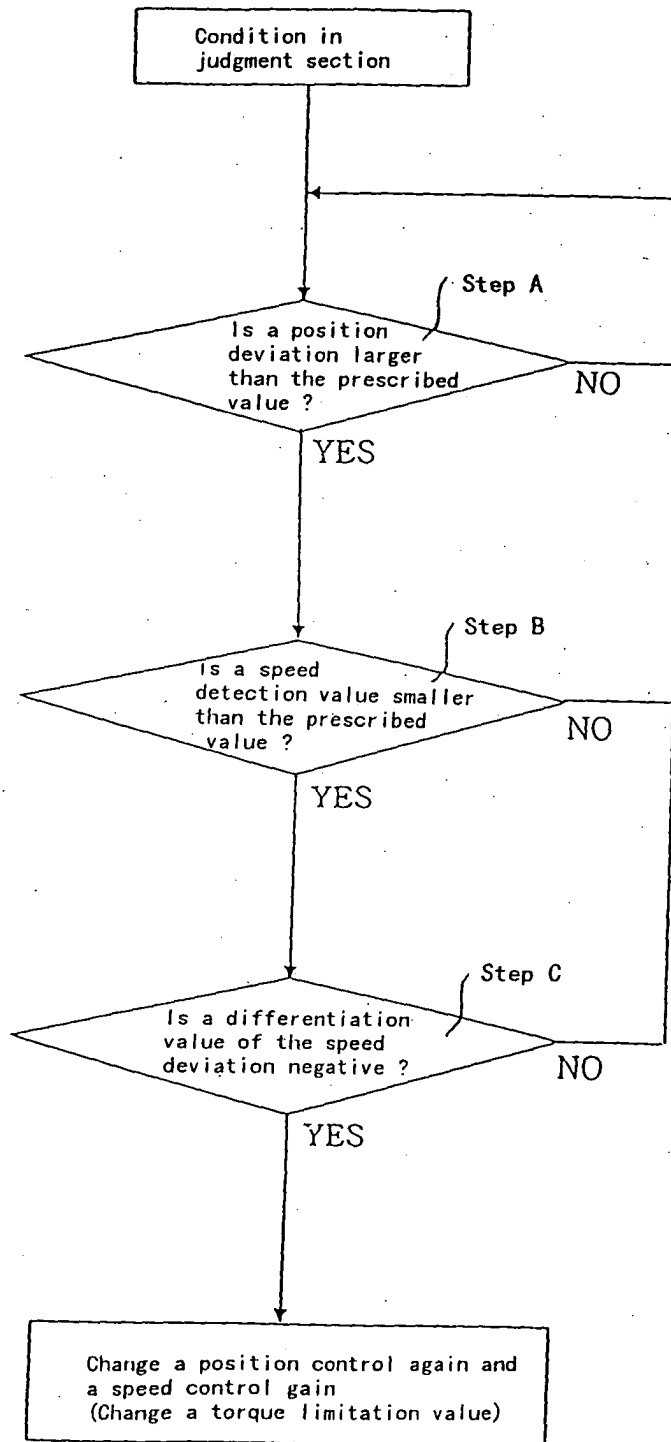 Condition in
judgment section
Step A
Is a position
deviation larger
than the prescribed
value ?
NO
YES
Step B
Is a speed
detection value smaller
than the prescribed
value ?
NO
YES
Step C
Is a differentiation
value of the speed
deviation negative ?
NO
YES
Change a position control again and
a speed control gain
(Change a torque limitation value)